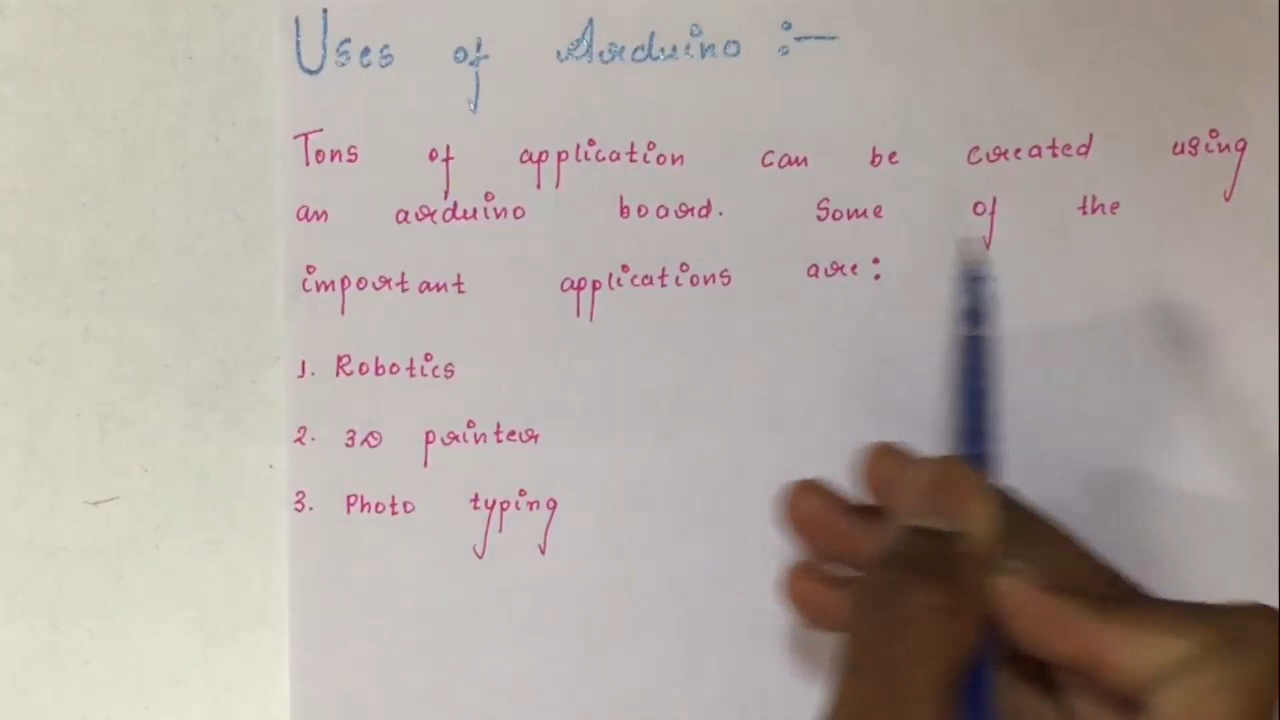 Uses of Arduino :-
Tons of application can be created using
an arduino board. Some of the
important applications are:
1. Robotics
2. 3D printer
3. Photo typing